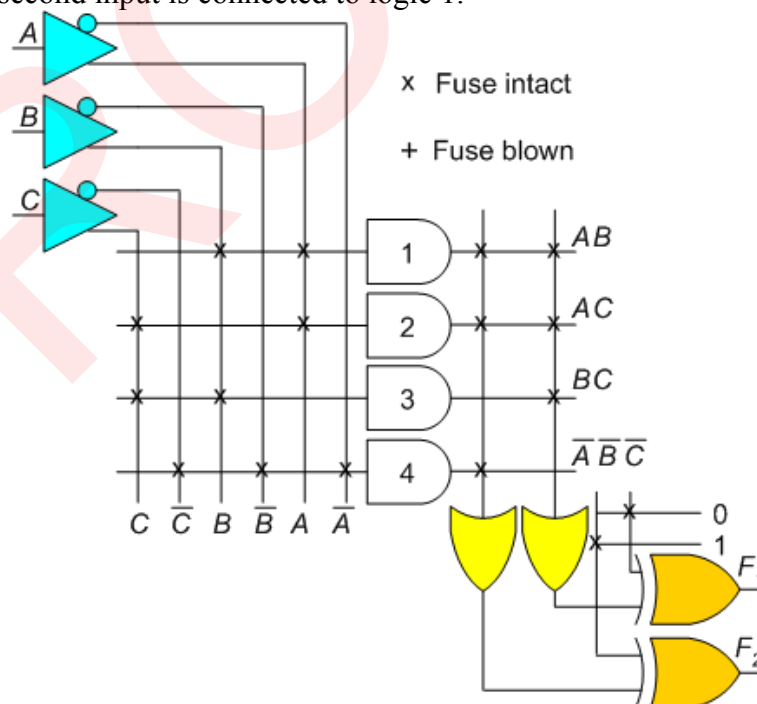 second input is connected to logic 1.
A
x Fuse intact
B
+ Fuse blown
C
1 AB
2 AC
3 BC
4 A̅ B̅ C̅
C C̅ B B̅ A A̅
0
1
F
F₂